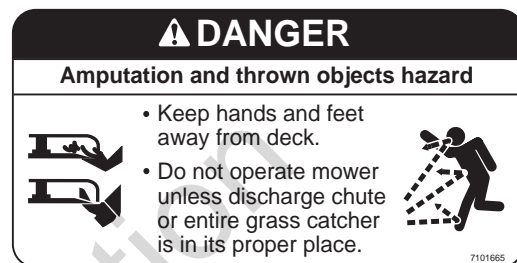 ⚠ DANGER
Amputation and thrown objects hazard
• Keep hands and feet
away from deck.
• Do not operate mower
unless discharge chute
or entire grass catcher
is in its proper place.
7101665